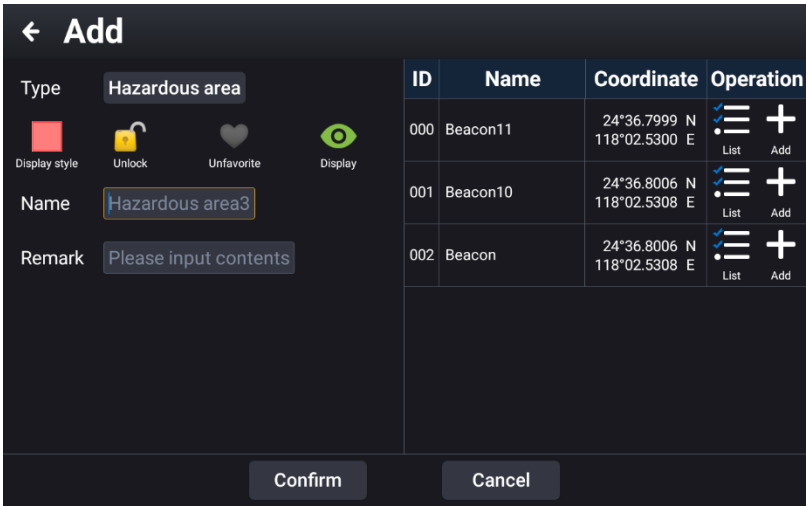 Add
Type Hazardous area
Display style Unlock Unfavorite Display
Name Hazardous area3
Remark Please input contents
ID Name Coordinate Operation
000 Beacon11 24°36.7999 N
118°02.5300 E
List Add
001 Beacon10 24°36.8006 N
118°02.5308 E
List Add
002 Beacon 24°36.8006 N
118°02.5308 E
List Add
Confirm Cancel